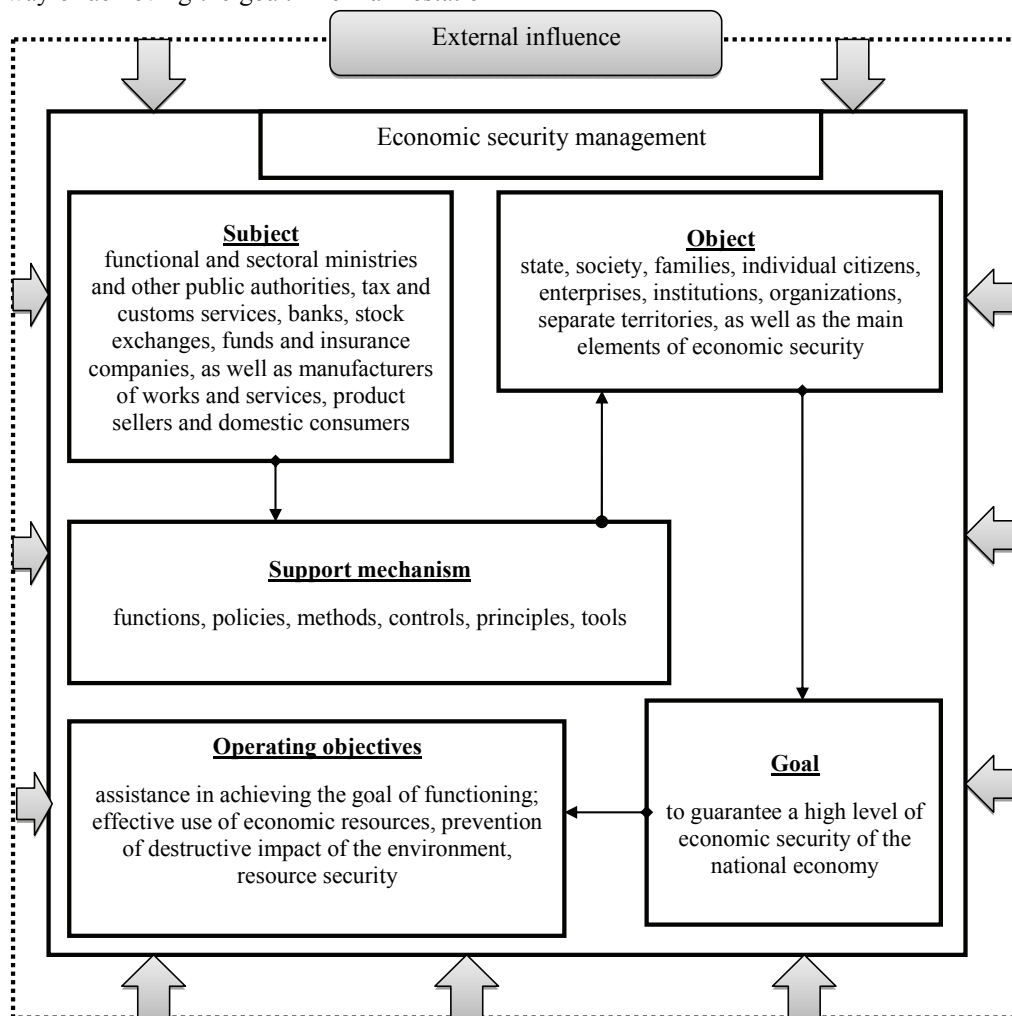 External influence
Economic security management
Subject
functional and sectoral ministries
and other public authorities, tax and
customs services, banks, stock
exchanges, funds and insurance
companies, as well as manufacturers
of works and services, product
sellers and domestic consumers
Object
state, society, families, individual citizens,
enterprises, institutions, organizations,
separate territories, as well as the main
elements of economic security
Support mechanism
functions, policies, methods, controls, principles, tools
Operating objectives
assistance in achieving the goal of functioning;
effective use of economic resources, prevention
of destructive impact of the environment,
resource security
Goal
to guarantee a high level of
economic security of the
national economy